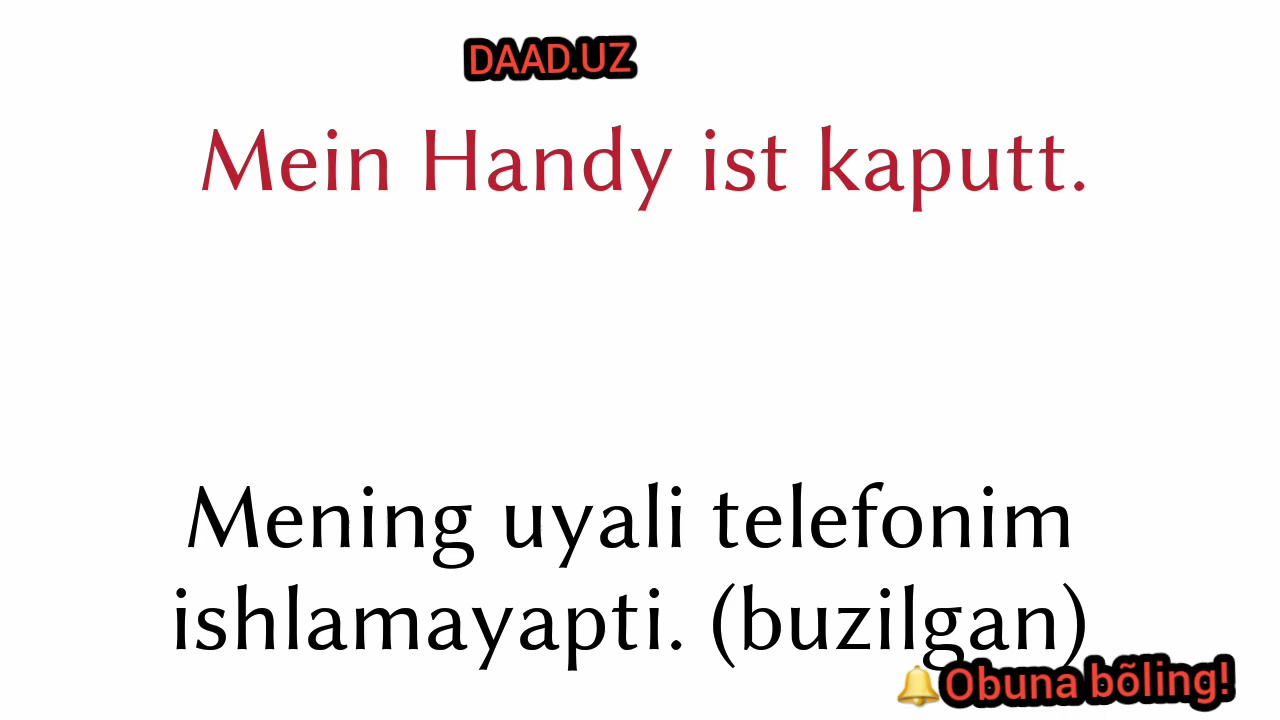 DAAD.UZ
Mein Handy ist kaputt.
Mening uyali telefonim
ishlamayapti. (buzilgan)
🔔Obuna bõling!